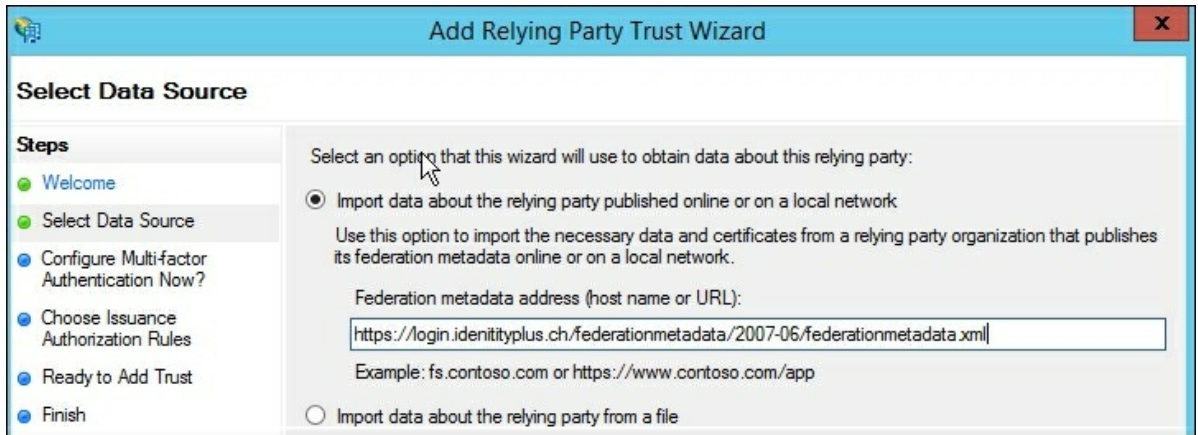 Add Relying Party Trust Wizard
x
Select Data Source
Steps
Welcome
Select Data Source
Configure Multi-factor
Authentication Now?
Choose Issuance
Authorization Rules
Ready to Add Trust
Finish
Select an option that this wizard will use to obtain data about this relying party:
Import data about the relying party published online or on a local network
Use this option to import the necessary data and certificates from a relying party organization that publishes
its federation metadata online or on a local network.
Federation metadata address (host name or URL):
https://login.idenitityplus.ch/federationmetadata/2007-06/federationmetadata.xml
Example: fs.contoso.com or https://www.contoso.com/app
Import data about the relying party from a file